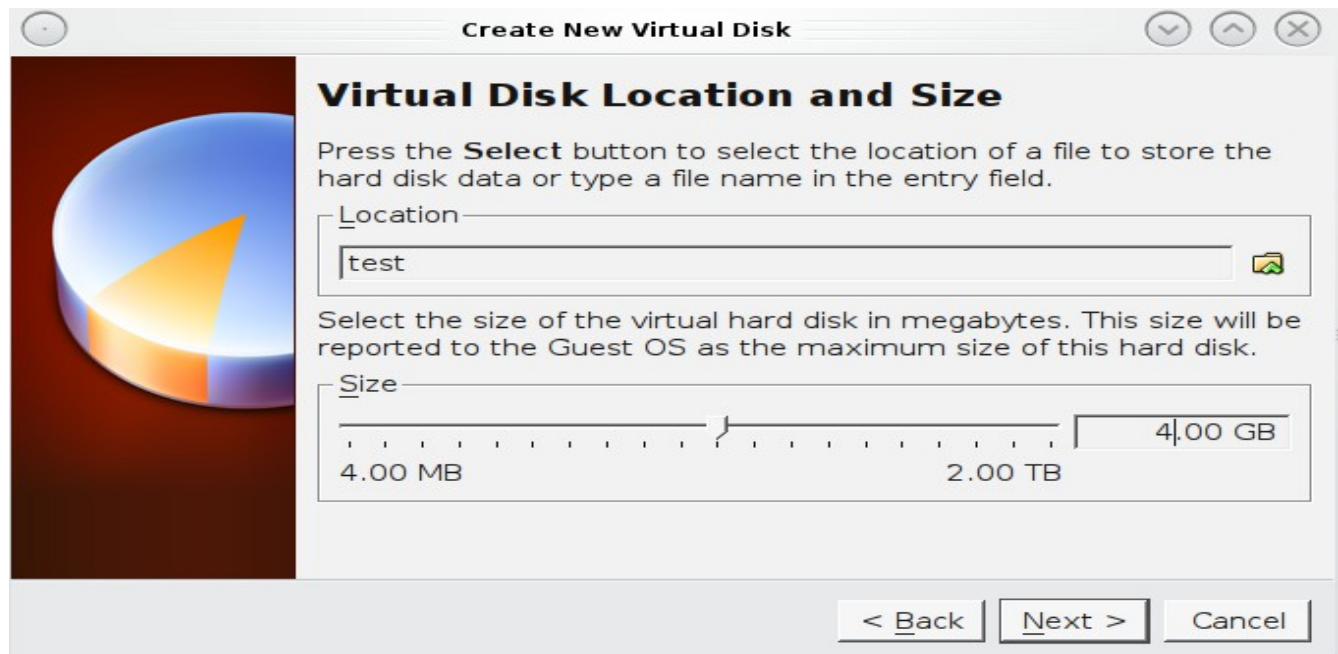 Create New Virtual Disk
Virtual Disk Location and Size
Press the Select button to select the location of a file to store the
hard disk data or type a file name in the entry field.
Location
test
Select the size of the virtual hard disk in megabytes. This size will be
reported to the Guest OS as the maximum size of this hard disk.
Size
4.00 GB
4.00 MB 2.00 TB
< Back Next > Cancel